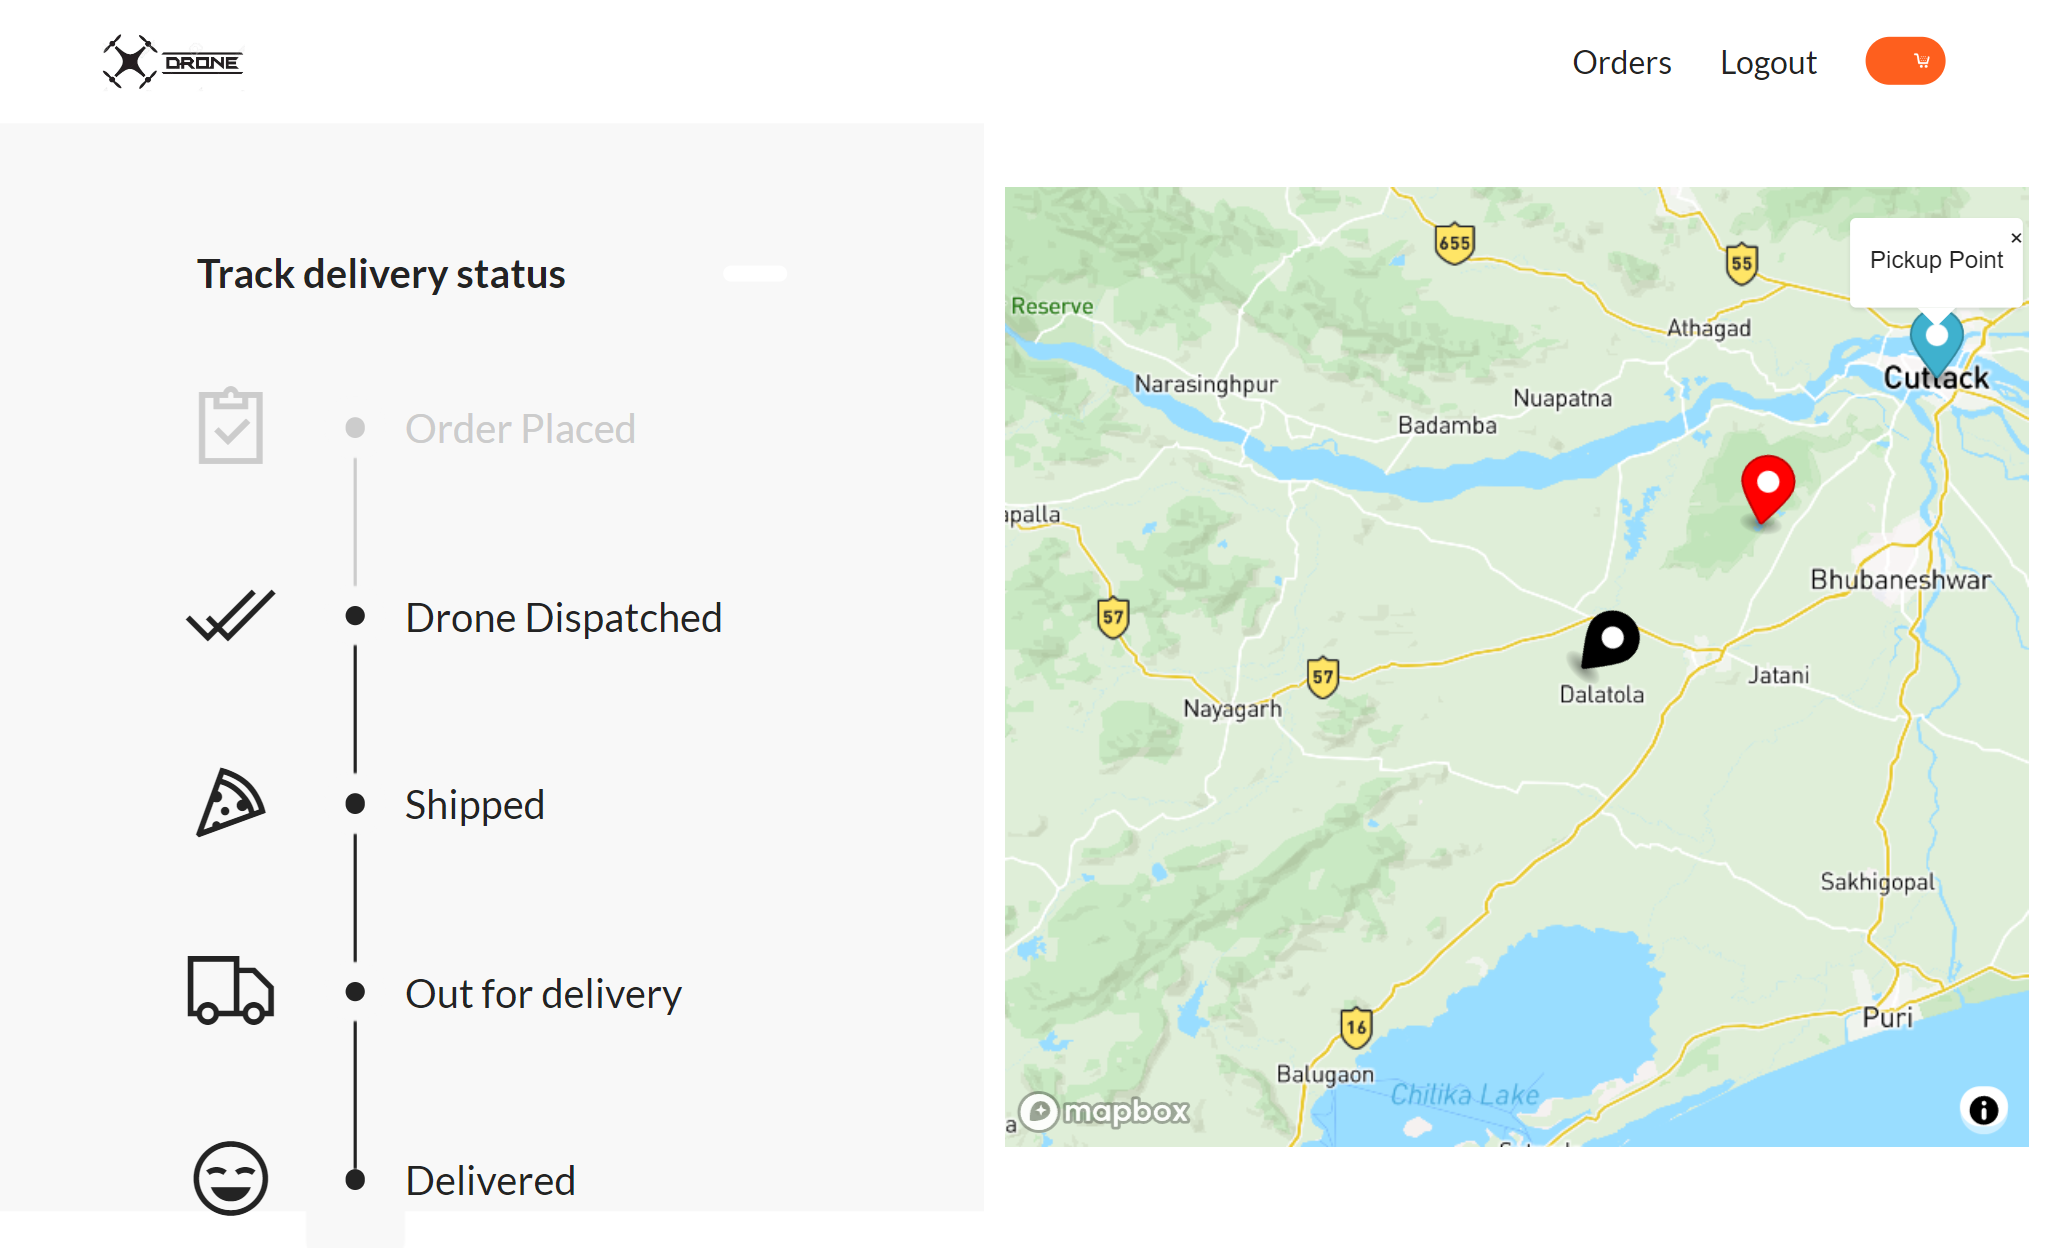 DRONE
Orders
Logout
Track delivery status
Order Placed
Drone Dispatched
Shipped
Out for delivery
Delivered
655
55
Pickup Point
×
Reserve
Athagad
Narasinghpur
Cuttack
Nuapatna
Badamba
apalla
Bhubaneshwar
57
57
Jatani
Dalatola
Nayagarh
Sakhigopal
Puri
16
Balugaon
Chilika Lake
mapbox
a